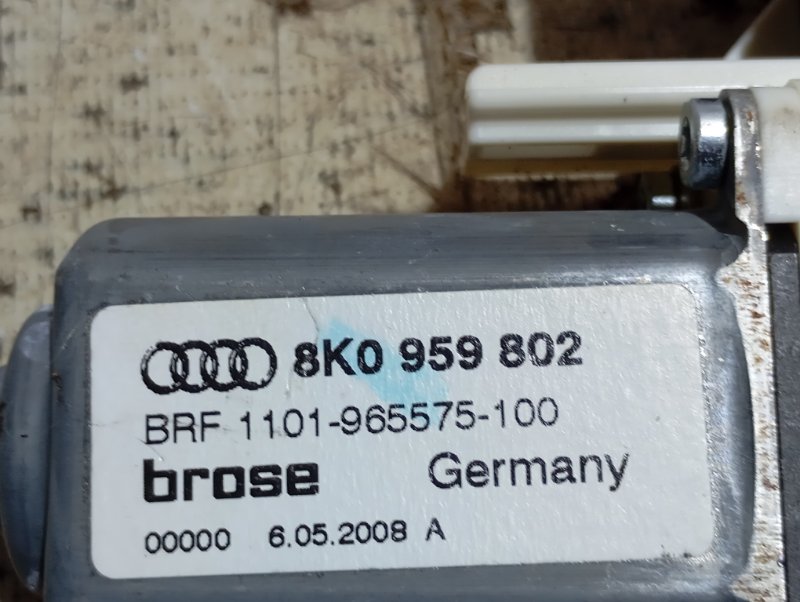 8K0 959 802
BRF 1101-965575-100
brose Germany
00000 6.05.2008 A